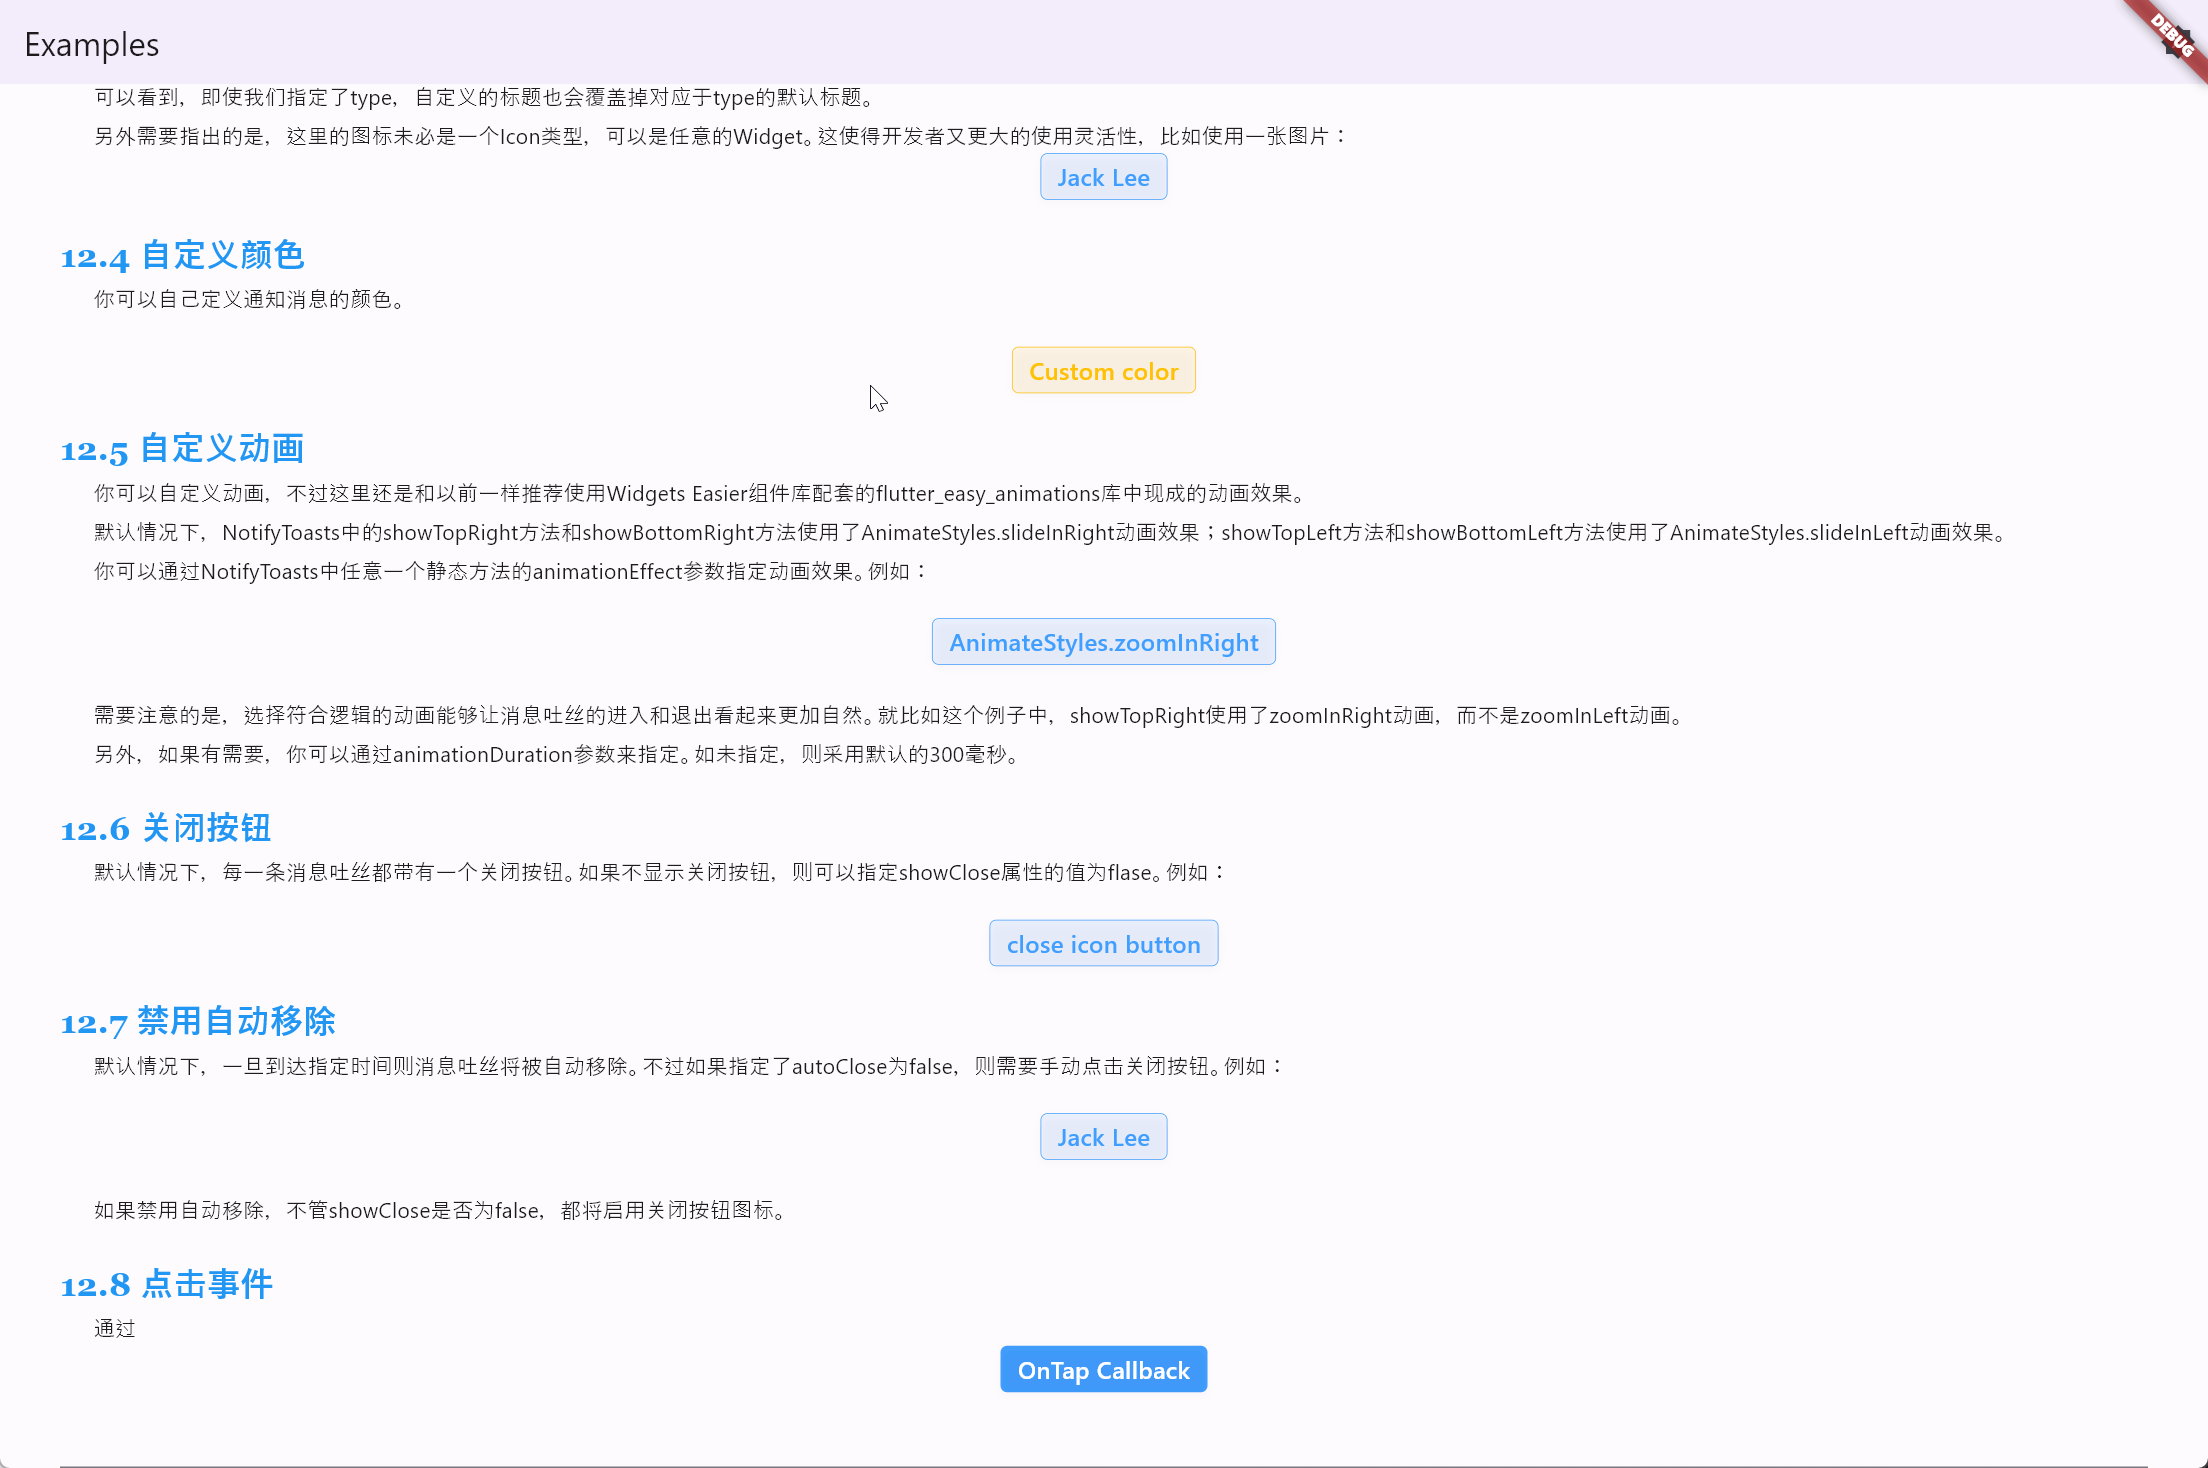 Examples
DEBUG
可以看到，即使我们指定了type，自定义的标题也会覆盖掉对应于type的默认标题。
另外需要指出的是，这里的图标未必是一个Icon类型，可以是任意的Widget。这使得开发者又更大的使用灵活性，比如使用一张图片：
Jack Lee
12.4 自定义颜色
你可以自己定义通知消息的颜色。
Custom color
12.5 自定义动画
你可以自定义动画，不过这里还是和以前一样推荐使用Widgets Easier组件库配套的flutter_easy_animations库中现成的动画效果。
默认情况下，NotifyToasts中的showTopRight方法和showBottomRight方法使用了AnimateStyles.slideInRight动画效果；showTopLeft方法和showBottomLeft方法使用了AnimateStyles.slideInLeft动画效果。
你可以通过NotifyToasts中任意一个静态方法的animationEffect参数指定动画效果。例如：
AnimateStyles.zoomInRight
需要注意的是，选择符合逻辑的动画能够让消息吐丝的进入和退出看起来更加自然。就比如这个例子中，showTopRight使用了zoomInRight动画，而不是zoomInLeft动画。
另外，如果有需要，你可以通过animationDuration参数来指定。如未指定，则采用默认的300毫秒。
12.6 关闭按钮
默认情况下，每一条消息吐丝都带有一个关闭按钮。如果不显示关闭按钮，则可以指定showClose属性的值为flase。例如：
close icon button
12.7 禁用自动移除
默认情况下，一旦到达指定时间则消息吐丝将被自动移除。不过如果指定了autoClose为false，则需要手动点击关闭按钮。例如：
Jack Lee
如果禁用自动移除，不管showClose是否为false，都将启用关闭按钮图标。
12.8 点击事件
通过
OnTap Callback